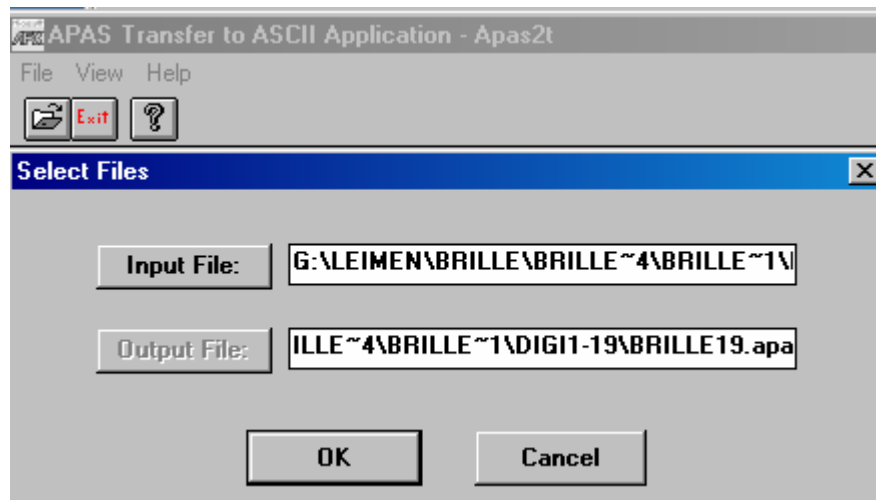 APAS Transfer to ASCII Application - Apas2t
File View Help
Exit ?
Select Files
Input File: G:\LEIMEN\BRILLE\BRILLE~4\BRILLE~1\
Output File: ILLE~4\BRILLE~1\DIGI1-19\BRILLE19.apa
OK Cancel